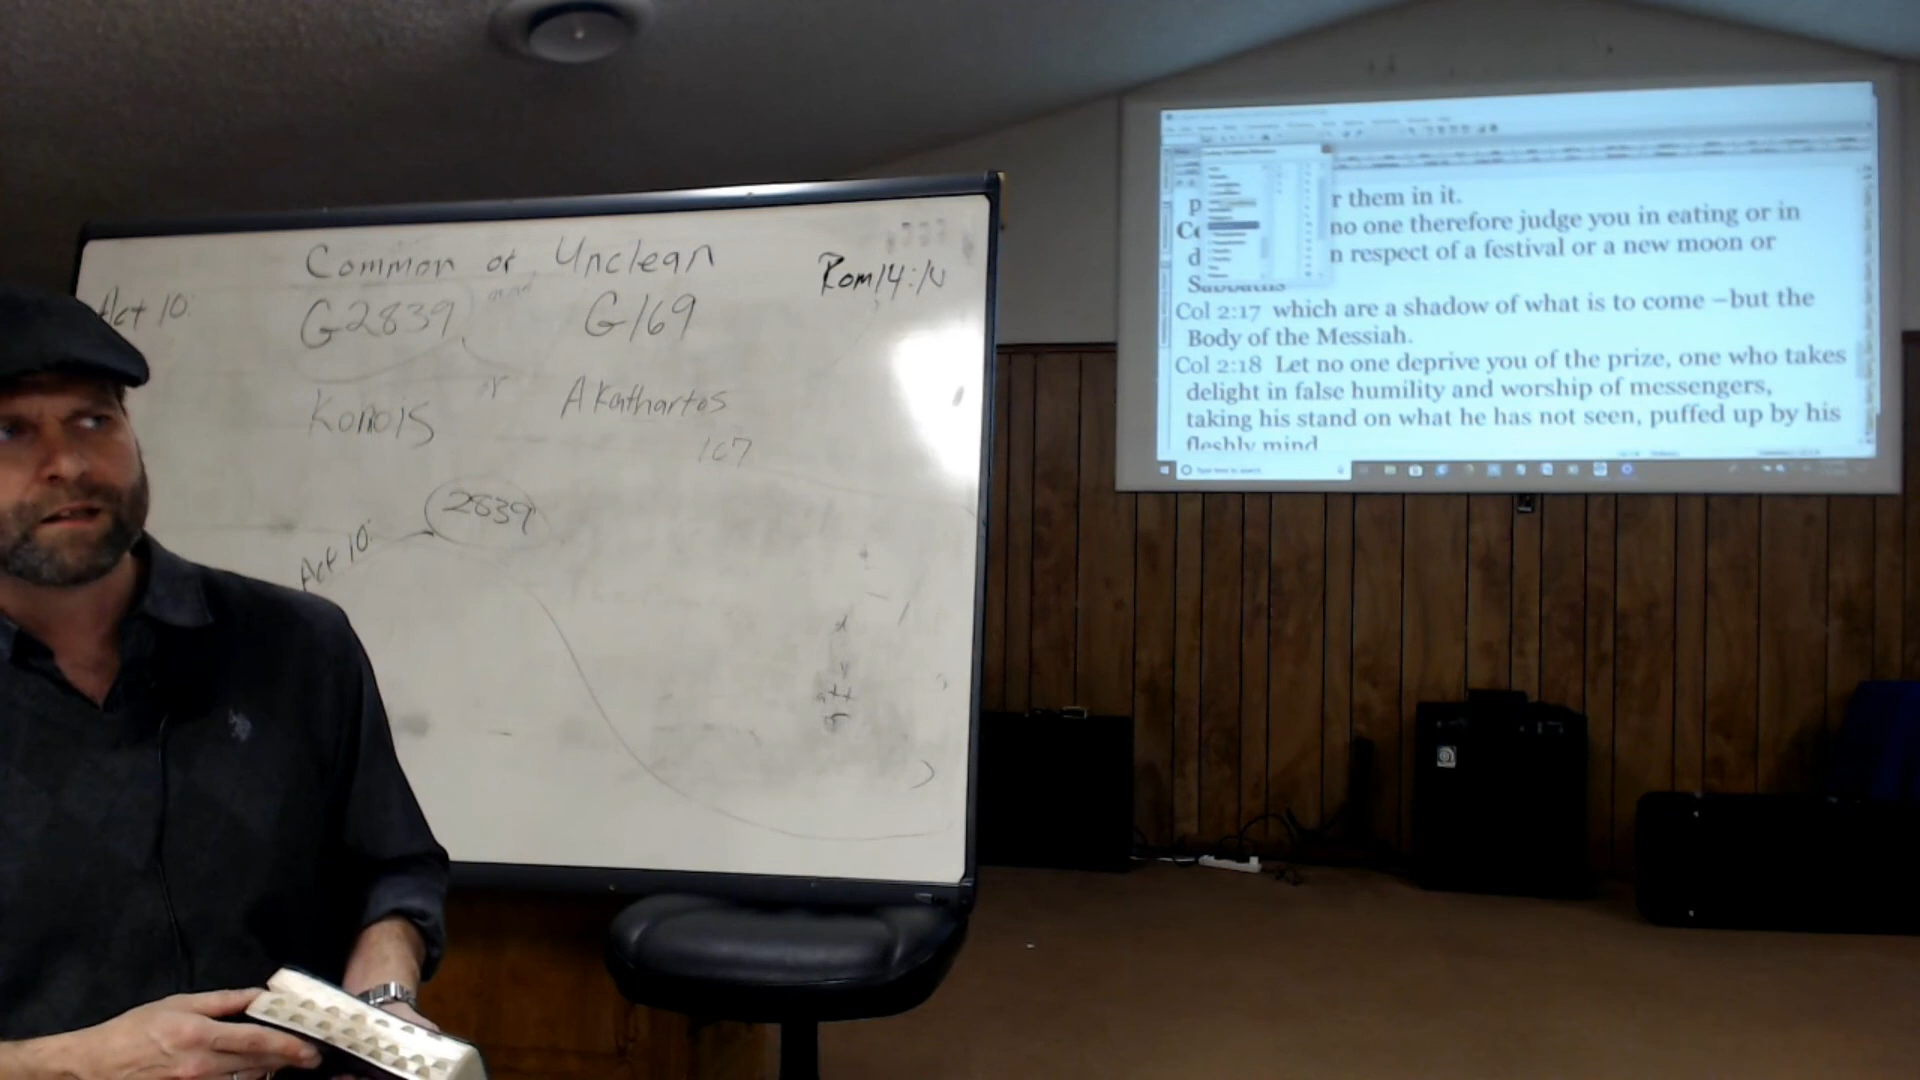 Common or Unclean
and
Act 10:
G2839
G169
Rom 14:14
Konois
or
AKathartos
167
2839
Act 10:
r them in it.
no one therefore judge you in eating or in
n respect of a festival or a new moon or
Sabbaths
Col 2:17 which are a shadow of what is to come –but the
Body of the Messiah.
Col 2:18 Let no one deprive you of the prize, one who takes
delight in false humility and worship of messengers,
taking his stand on what he has not seen, puffed up by his
fleshly mind